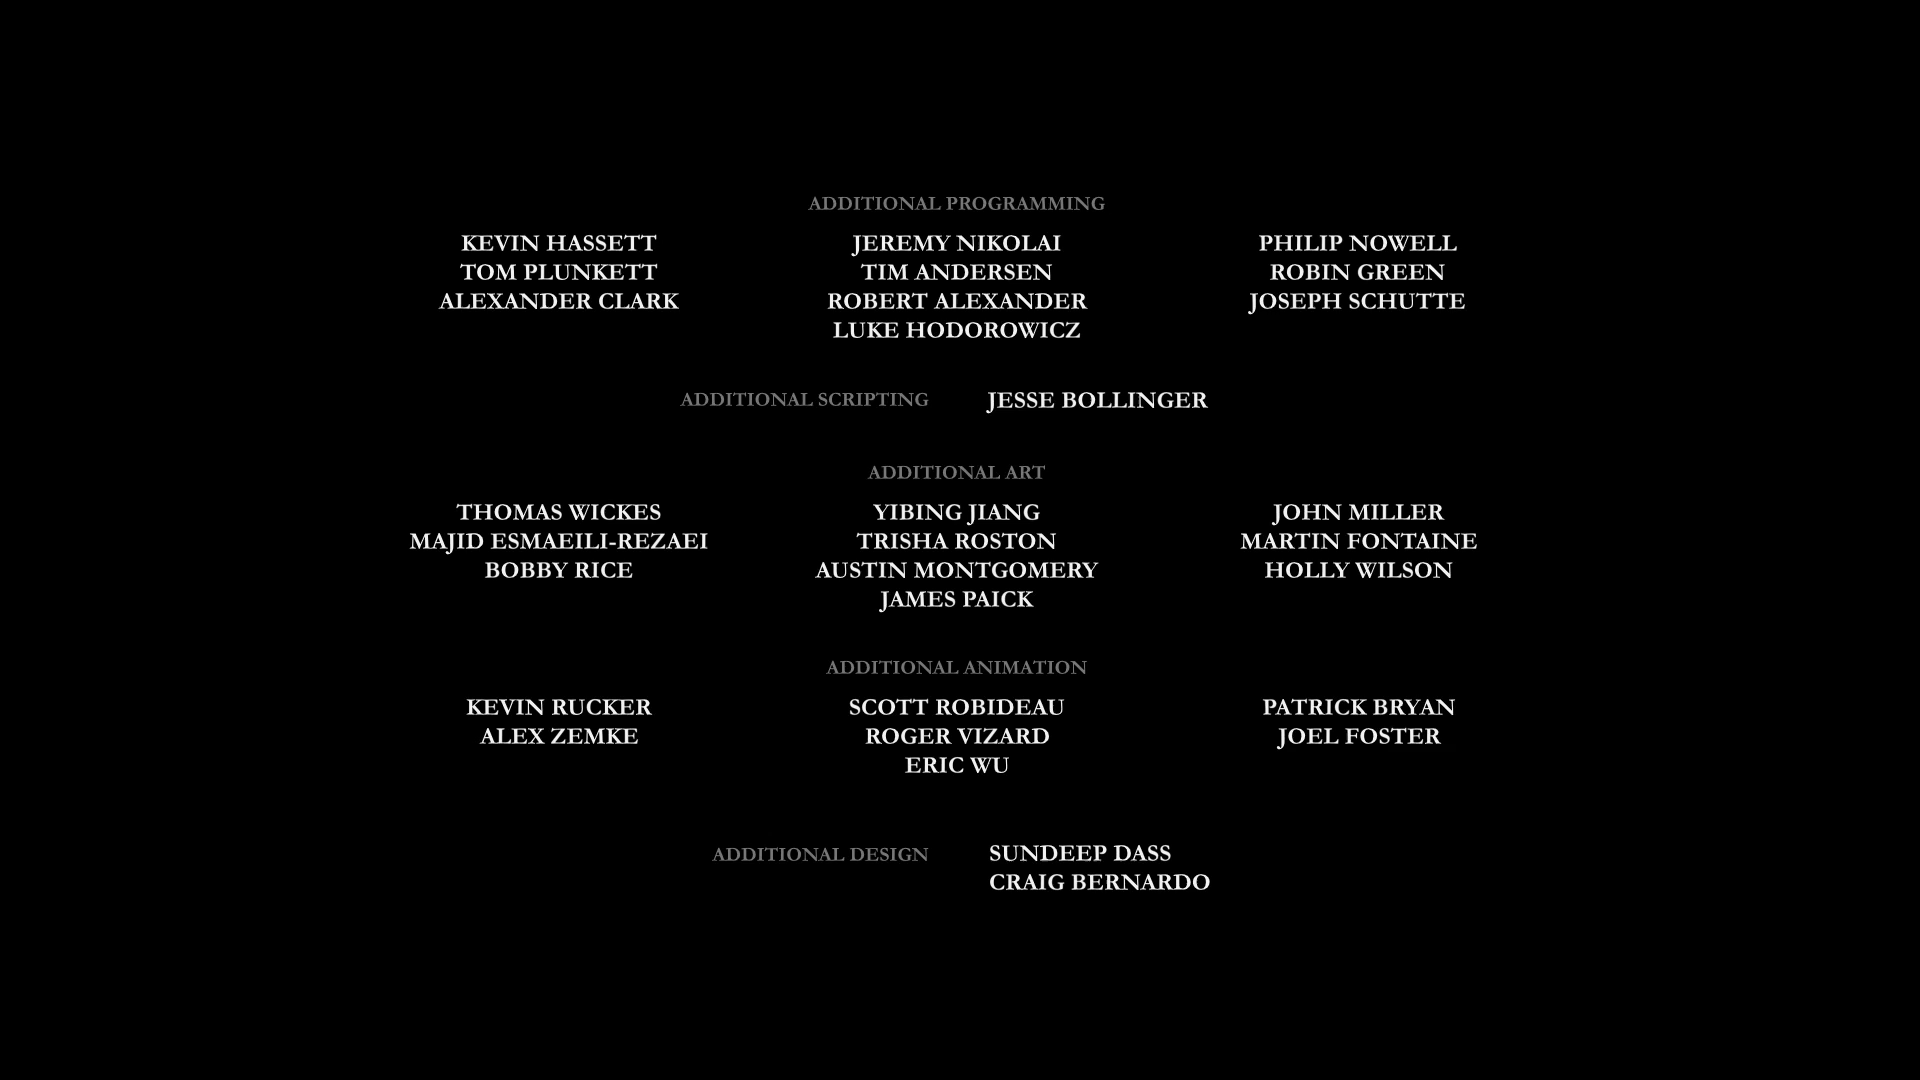 ADDITIONAL PROGRAMMING
KEVIN HASSETT JEREMY NIKOLAI PHILIP NOWELL
TOM PLUNKETT TIM ANDERSEN ROBIN GREEN
ALEXANDER CLARK ROBERT ALEXANDER JOSEPH SCHUTTE
LUKE HODOROWICZ
ADDITIONAL SCRIPTING JESSE BOLLINGER
ADDITIONAL ART
THOMAS WICKES YIBING JIANG JOHN MILLER
MAJID ESMAEILI-REZAEI TRISHA ROSTON MARTIN FONTAINE
BOBBY RICE AUSTIN MONTGOMERY HOLLY WILSON
JAMES PAICK
ADDITIONAL ANIMATION
KEVIN RUCKER SCOTT ROBIDEAU PATRICK BRYAN
ALEX ZEMKE ROGER VIZARD JOEL FOSTER
ERIC WU
ADDITIONAL DESIGN SUNDEEP DASS
CRAIG BERNARDO